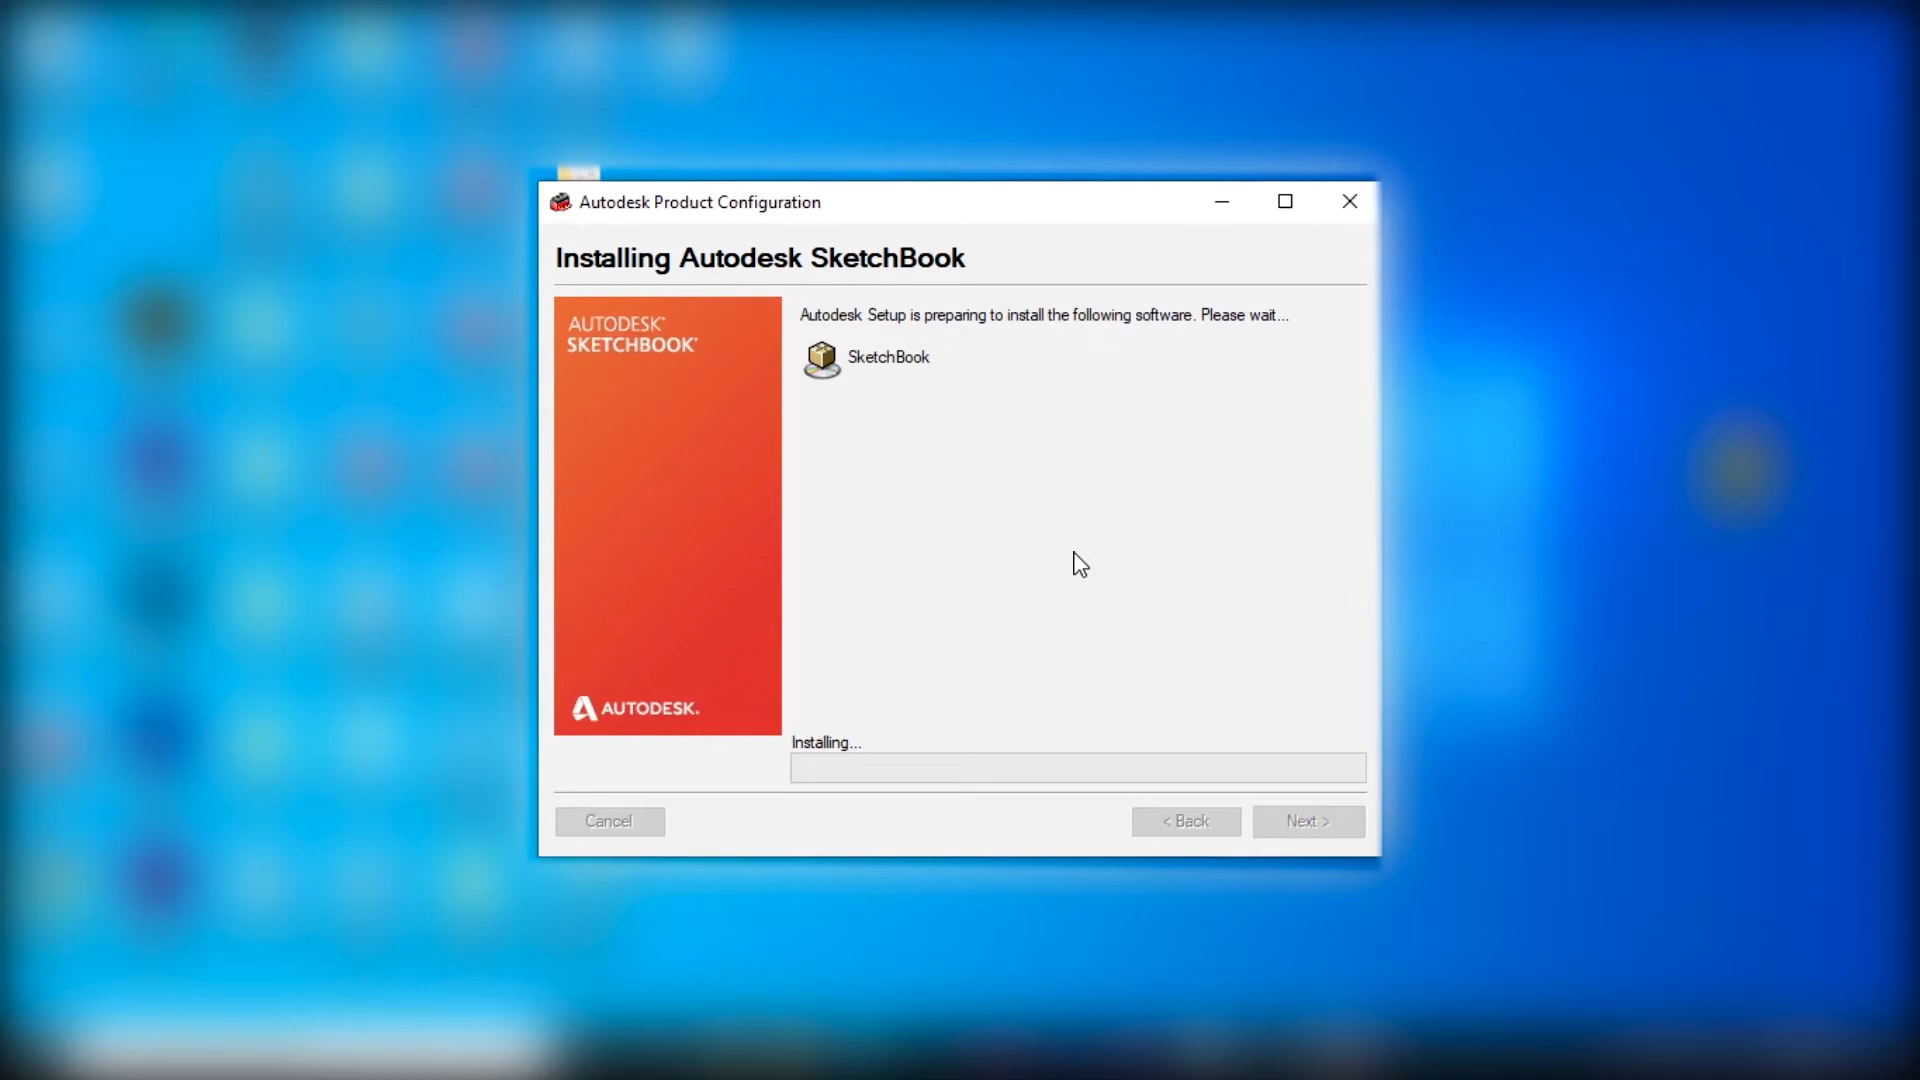 Autodesk Product Configuration
Installing Autodesk SketchBook
AUTODESK®
SKETCHBOOK®
Autodesk Setup is preparing to install the following software. Please wait...
SketchBook
AUTODESK.
Installing...
Cancel
< Back
Next >